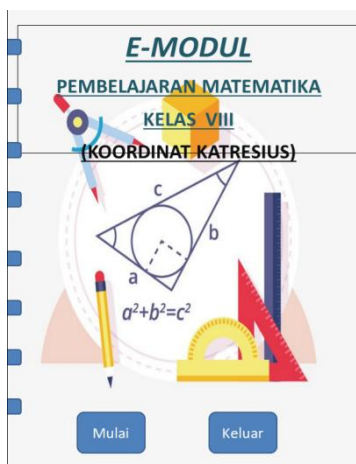 E-MODUL
PEMBELAJARAN MATEMATIKA
KELAS VIII
(KOORDINAT KATRESIUS)
c
b
a
a²+b²=c²
Mulai
Keluar